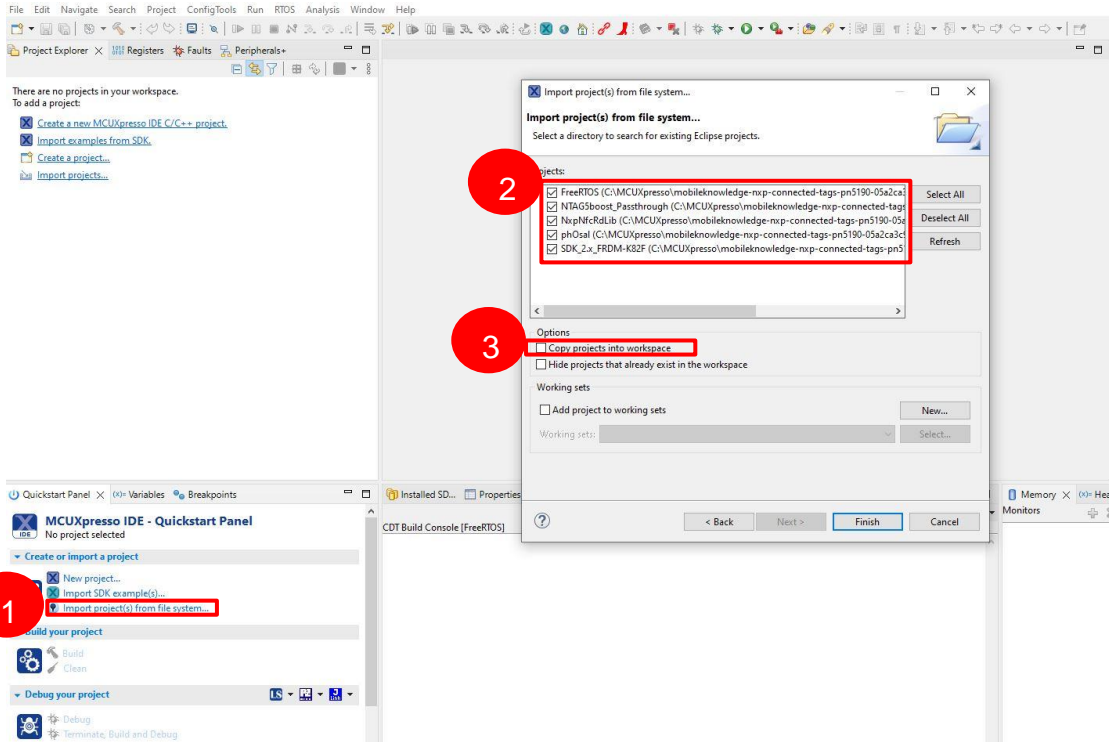 File Edit Navigate Search Project ConfigTools Run RTOS Analysis Window Help
Project Explorer Registers Faults Peripherals+
There are no projects in your workspace.
To add a project:
Create a new MCUXpresso IDE C/C++ project.
Import examples from SDK.
Create a project...
Import projects...
Import project(s) from file system...
Import project(s) from file system...
Select a directory to search for existing Eclipse projects.
ojects:
2
FreeRTOS (C:\MCUXpresso\mobileknowledge-nxp-connected-tags-pn5190-05a2ca3
NTAG5boost_Passthrough (C:\MCUXpresso\mobileknowledge-nxp-connected-tags
NxpNfcRdLib (C:\MCUXpresso\mobileknowledge-nxp-connected-tags-pn5190-05a
phOsal (C:\MCUXpresso\mobileknowledge-nxp-connected-tags-pn5190-05a2ca3c9
SDK_2.x_FRDM-K82F (C:\MCUXpresso\mobileknowledge-nxp-connected-tags-pn5
Select All
Deselect All
Refresh
Options
3
Copy projects into workspace
Hide projects that already exist in the workspace
Working sets
Add project to working sets
New...
Working sets:
Select...
< Back Next > Finish Cancel
Quickstart Panel (x)= Variables Breakpoints
MCUXpresso IDE - Quickstart Panel
IDE
No project selected
Create or import a project
New project...
Import SDK example(s)...
1
Import project(s) from file system...
Build your project
Build
Clean
Debug your project
LS
Debug
Terminate, Build and Debug
Installed SD... Properties
CDT Build Console [FreeRTOS]
Memory (x)= Hea
Monitors